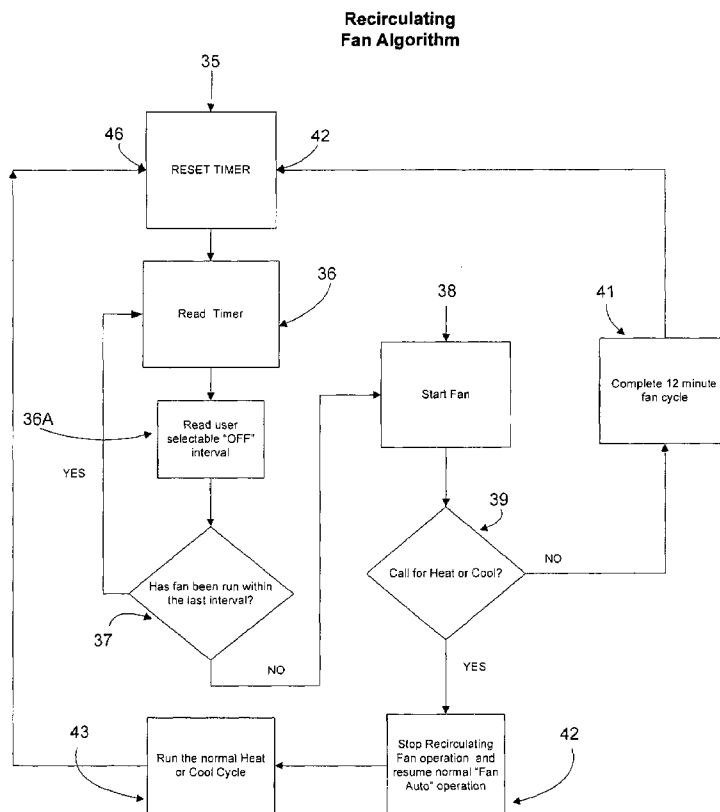 Recirculating
Fan Algorithm
35
46
42
RESET TIMER
36
Read Timer
38
41
Start Fan
Complete 12 minute
fan cycle
36A
Read user
selectable "OFF"
interval
YES
39
Call for Heat or Cool?
NO
Has fan been run within
the last interval?
37
NO
YES
43
Run the normal Heat
or Cool Cycle
Stop Recirculating
Fan operation and
resume normal "Fan
Auto" operation
42